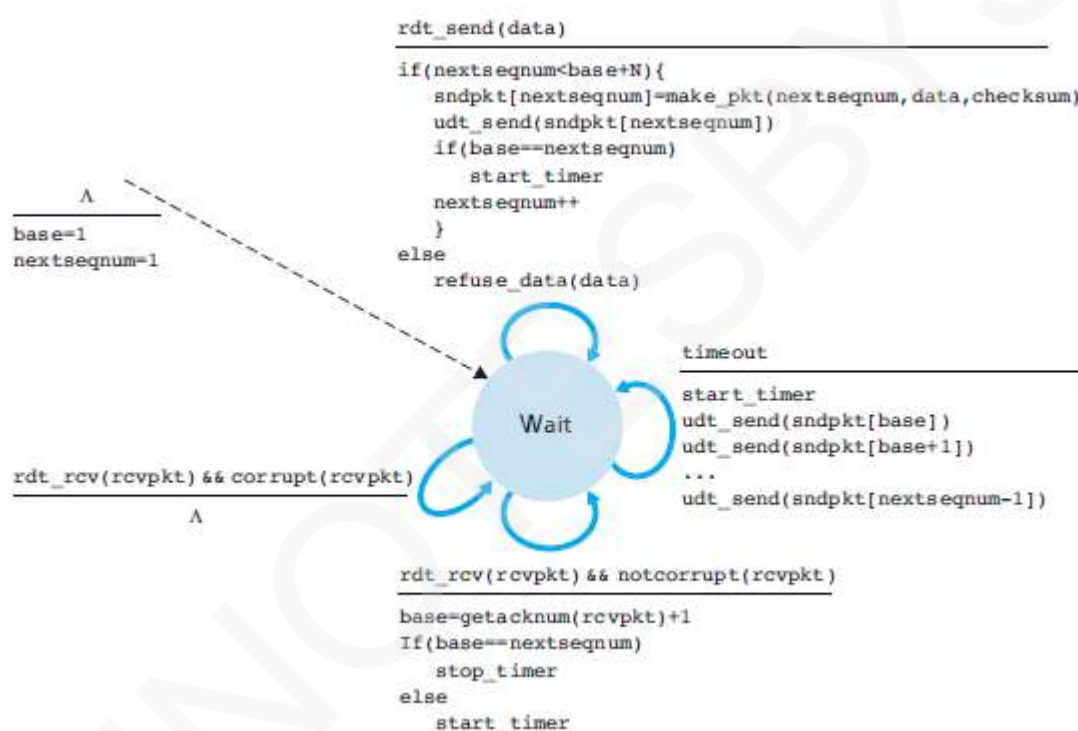 rdt_send(data)
if(nextseqnum<base+N){
sndpkt[nextseqnum]=make_pkt(nextseqnum,data,checksum)
udt_send(sndpkt[nextseqnum])
if(base==nextseqnum)
start_timer
nextseqnum++
}
else
refuse_data(data)
Λ
base=1
nextseqnum=1
Wait
timeout
start_timer
udt_send(sndpkt[base])
udt_send(sndpkt[base+1])
...
udt_send(sndpkt[nextseqnum-1])
rdt_rcv(rcvpkt) && corrupt(rcvpkt)
Λ
rdt_rcv(rcvpkt) && notcorrupt(rcvpkt)
base=getacknum(rcvpkt)+1
If(base==nextseqnum)
stop_timer
else
start_timer